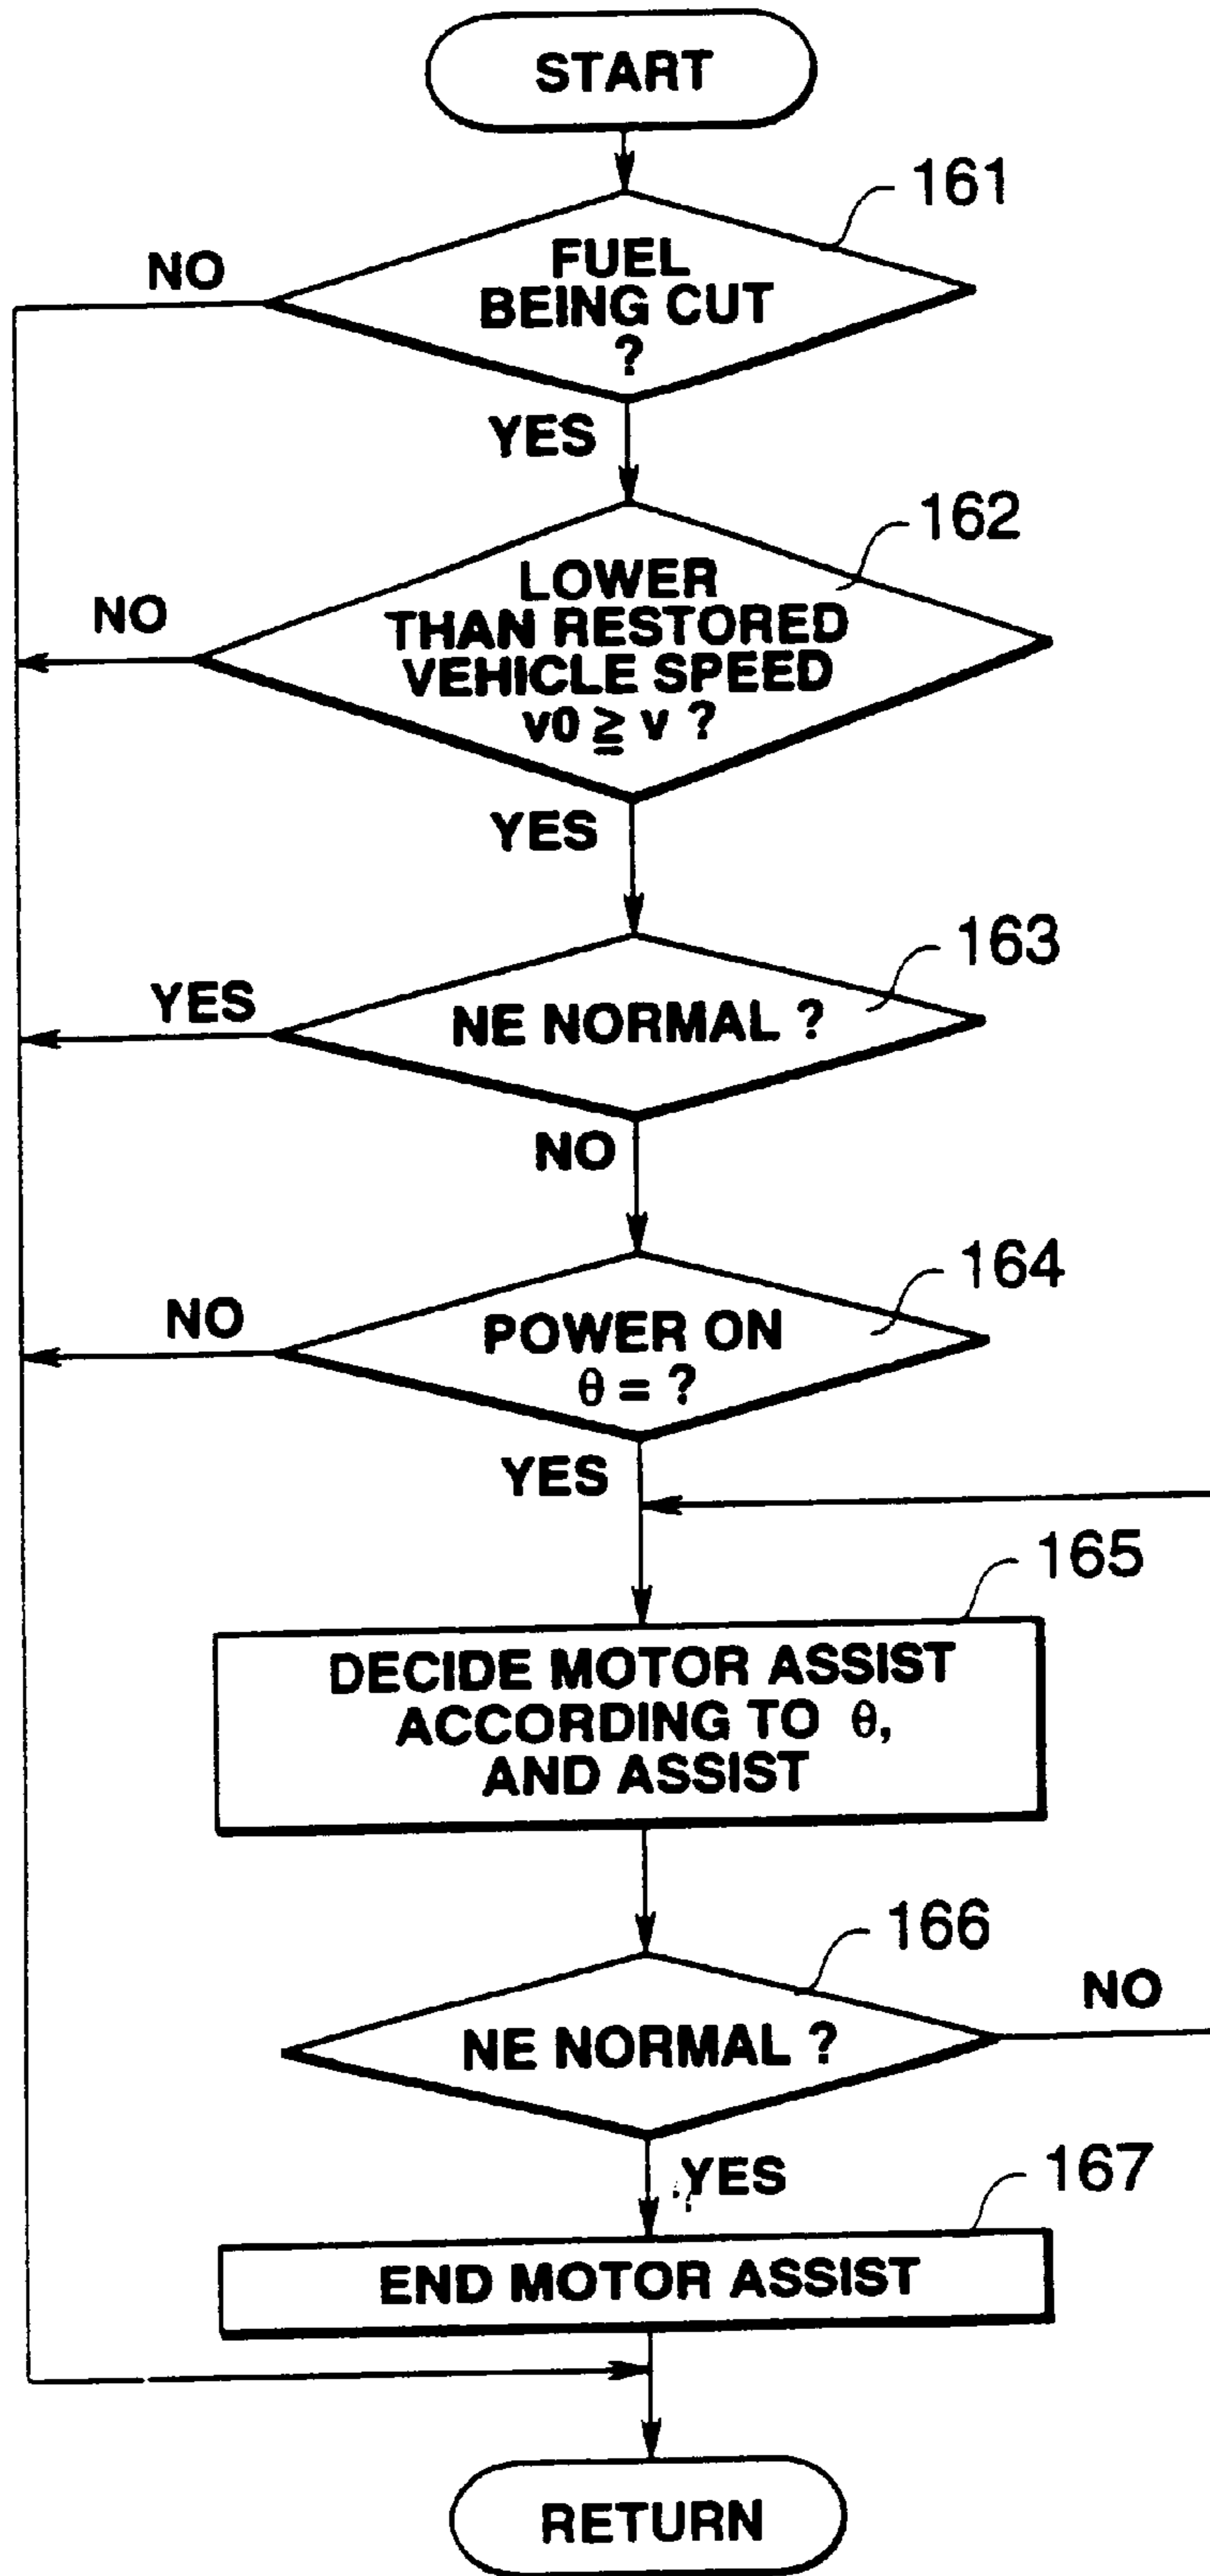 START
161
NO
FUEL
BEING CUT
?
YES
162
NO
LOWER
THAN RESTORED
VEHICLE SPEED
v0 ≧ v ?
YES
163
YES
NE NORMAL ?
NO
164
NO
POWER ON
θ = ?
YES
165
DECIDE MOTOR ASSIST
ACCORDING TO θ,
AND ASSIST
166
NO
NE NORMAL ?
YES
167
END MOTOR ASSIST
RETURN